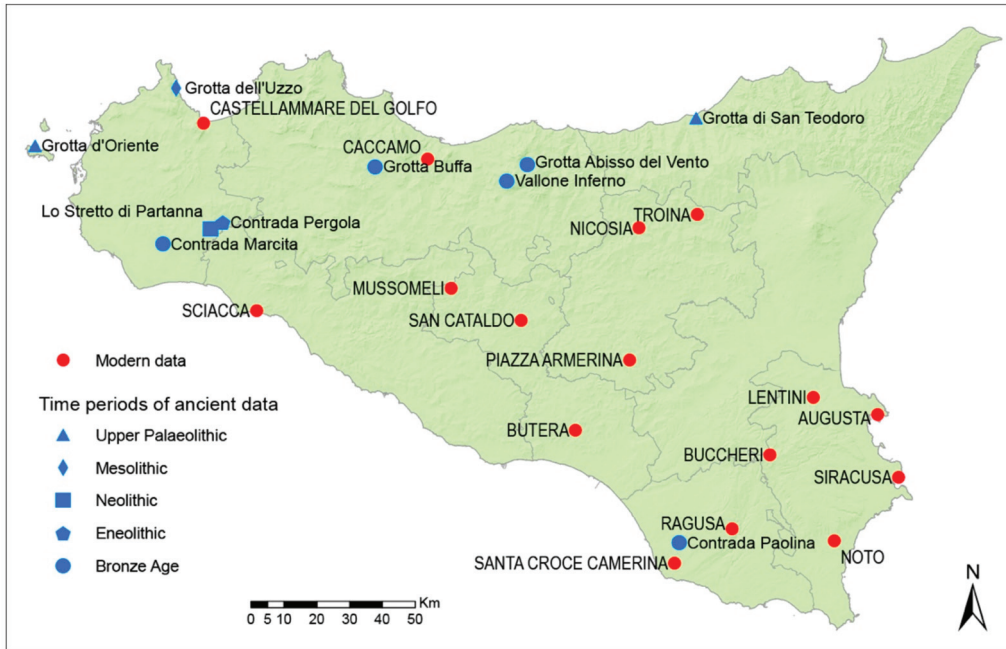 Grotta dell'Uzzo
CASTELLAMMARE DEL GOLFO
Grotta di San Teodoro
Grotta d'Oriente
CACCAMO
Grotta Buffa
Grotta Abisso del Vento
Vallone Inferno
Lo Stretto di Partanna
Contrada Pergola
TROINA
NICOSIA
Contrada Marcita
MUSSOMELI
SCIACCA
SAN CATALDO
PIAZZA ARMERINA
LENTINI
AUGUSTA
BUTERA
BUCCHERI
SIRACUSA
RAGUSA
Contrada Paolina
NOTO
SANTA CROCE CAMERINA
Modern data
Time periods of ancient data
Upper Palaeolithic
Mesolithic
Neolithic
Eneolithic
Bronze Age
Km
0 5 10 20 30 40 50
N